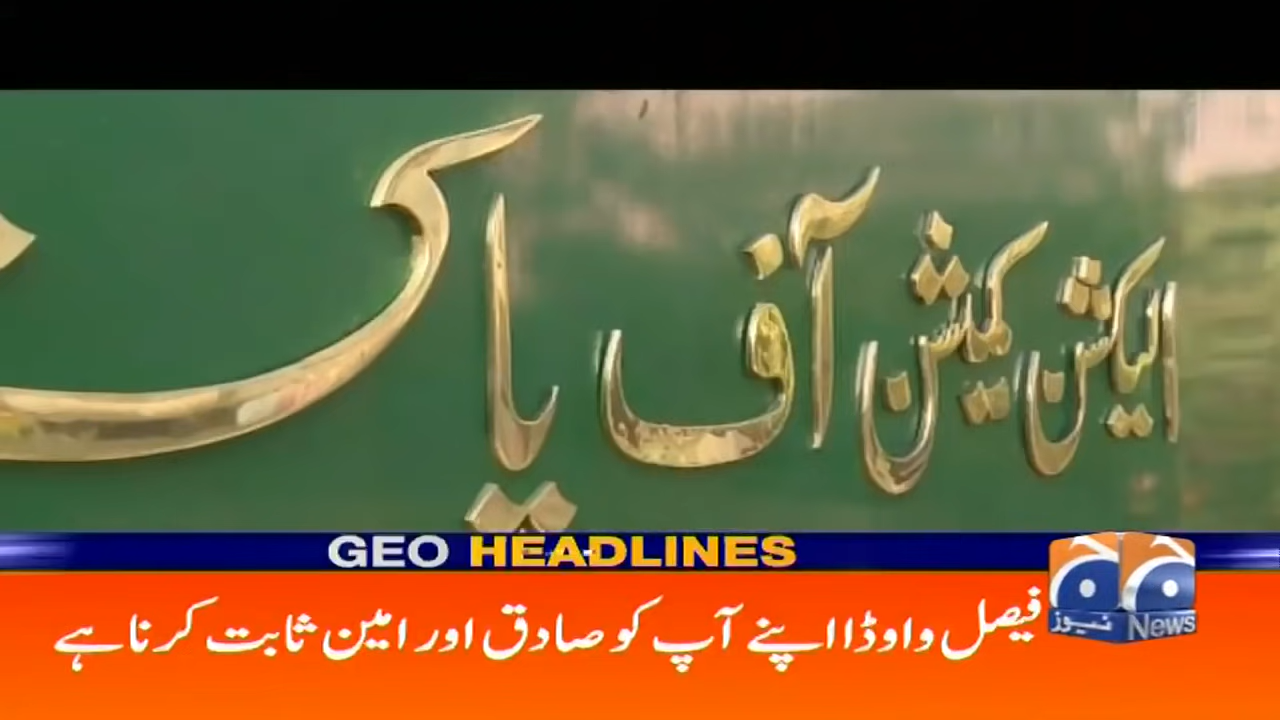 الیکشن کمیشن آف پاک
GEO HEADLINES
فیصل واوڈا اپنے آپ کو صادق اور امین ثابت کرنا ہے
جیو نیوز News